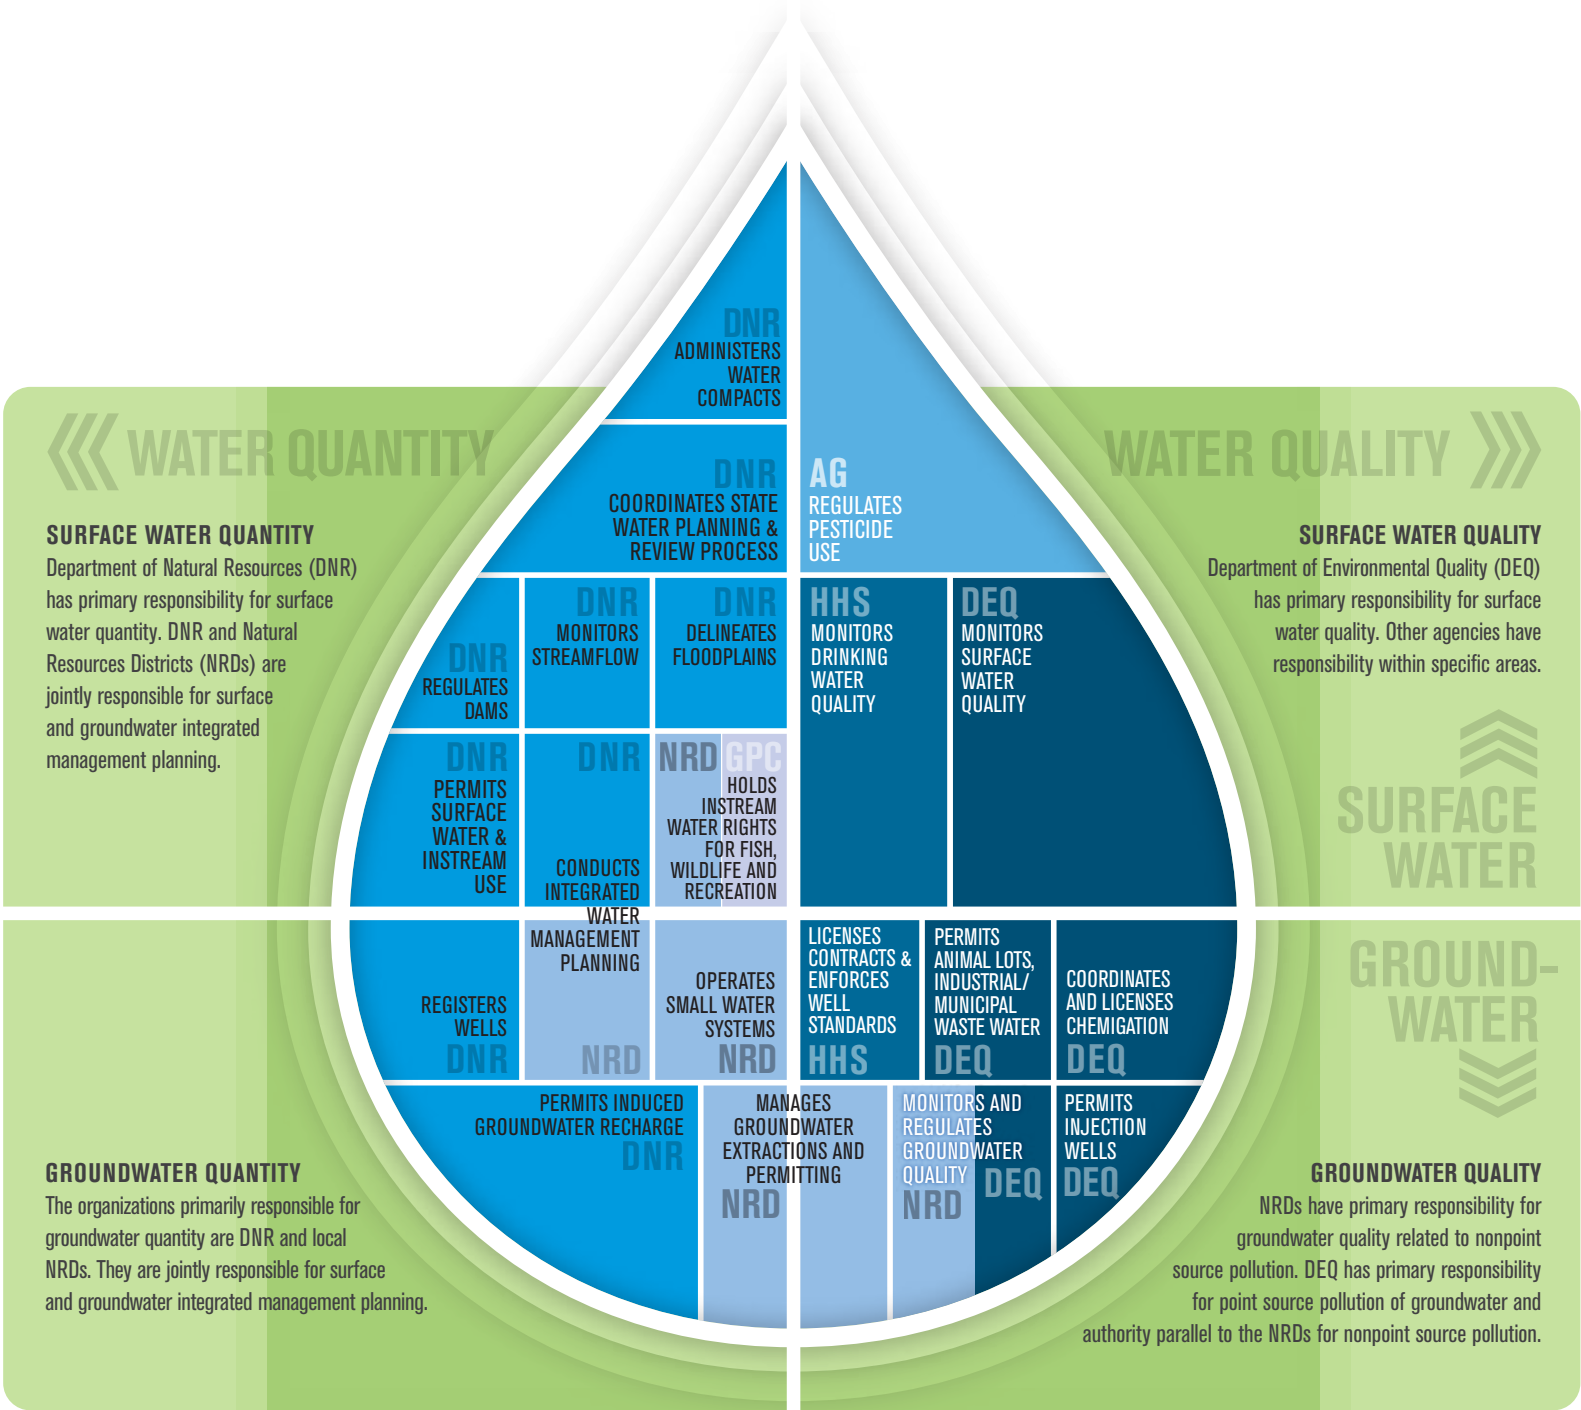 WATER QUANTITY
SURFACE WATER QUANTITY
Department of Natural Resources (DNR)
has primary responsibility for surface
water quantity. DNR and Natural
Resources Districts (NRDs) are
jointly responsible for surface
and groundwater integrated
management planning.
DNR
ADMINISTERS
WATER
COMPACTS
DNR
COORDINATES STATE
WATER PLANNING &
REVIEW PROCESS
DNR
REGULATES
DAMS
DNR
MONITORS
STREAMFLOW
DNR
DELINEATES
FLOODPLAINS
DNR
PERMITS
SURFACE
WATER &
INSTREAM
USE
DNR
CONDUCTS
INTEGRATED
WATER
MANAGEMENT
PLANNING
NRD
NRD GPC
HOLDS
INSTREAM
WATER RIGHTS
FOR FISH,
WILDLIFE AND
RECREATION
AG
REGULATES
PESTICIDE
USE
HHS
MONITORS
DRINKING
WATER
QUALITY
DEQ
MONITORS
SURFACE
WATER
QUALITY
WATER QUALITY
SURFACE WATER QUALITY
Department of Environmental Quality (DEQ)
has primary responsibility for surface
water quality. Other agencies have
responsibility within specific areas.
SURFACE
WATER
GROUND-
WATER
REGISTERS
WELLS
DNR
OPERATES
SMALL WATER
SYSTEMS
NRD
LICENSES
CONTRACTS &
ENFORCES
WELL
STANDARDS
HHS
PERMITS
ANIMAL LOTS,
INDUSTRIAL/
MUNICIPAL
WASTE WATER
DEQ
COORDINATES
AND LICENSES
CHEMIGATION
DEQ
PERMITS INDUCED
GROUNDWATER RECHARGE
DNR
MANAGES
GROUNDWATER
EXTRACTIONS AND
PERMITTING
NRD
MONITORS AND
REGULATES
GROUNDWATER
QUALITY
NRD DEQ
PERMITS
INJECTION
WELLS
DEQ
GROUNDWATER QUANTITY
The organizations primarily responsible for
groundwater quantity are DNR and local
NRDs. They are jointly responsible for surface
and groundwater integrated management planning.
GROUNDWATER QUALITY
NRDs have primary responsibility for
groundwater quality related to nonpoint
source pollution. DEQ has primary responsibility
for point source pollution of groundwater and
authority parallel to the NRDs for nonpoint source pollution.